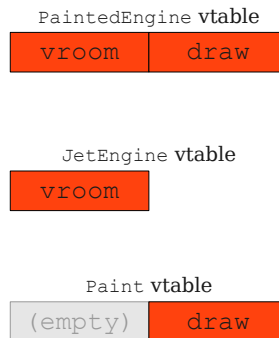 PaintedEngine vtable
vroom draw
JetEngine vtable
vroom
Paint vtable
(empty) draw